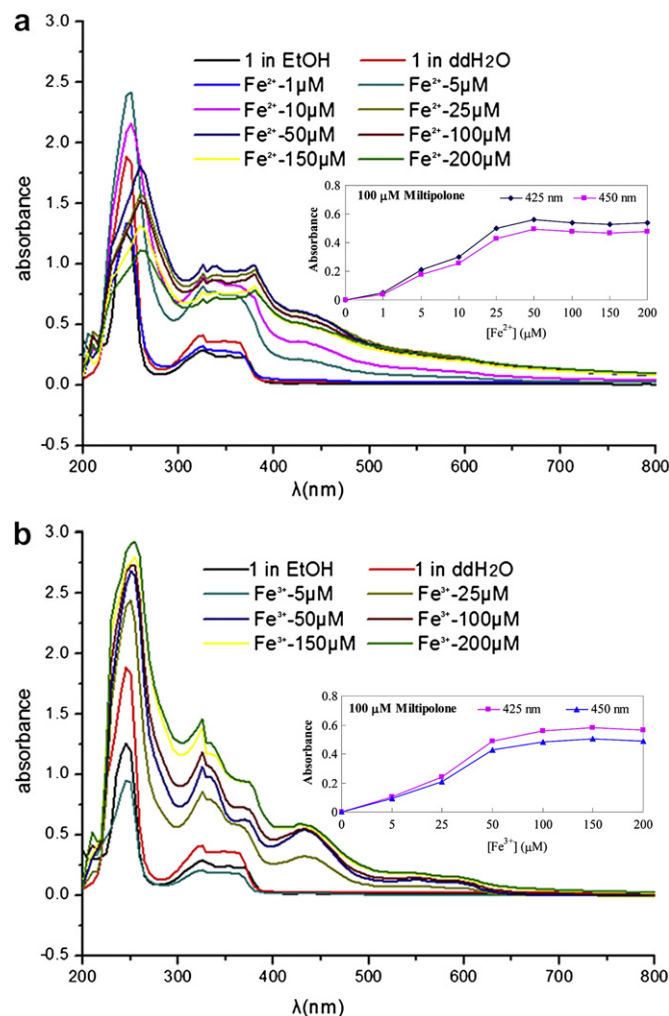 a
3.0
1 in EtOH 1 in ddH2O
Fe²⁺-1μM Fe²⁺-5μM
2.5
Fe²⁺-10μM Fe²⁺-25μM
Fe²⁺-50μM Fe²⁺-100μM
2.0
Fe²⁺-150μM Fe²⁺-200μM
absorbance
1.5
1.0
0.5
0.0
-0.5
0.8
100 μM Miltipolone 425 nm 450 nm
0.6
0.4
0.2
0
Absorbance
0 1 5 10 25 50 100 150 200
[Fe²⁺] (μM)
200 300 400 500 600 700 800
λ(nm)
b
3.0
1 in EtOH 1 in ddH2O
Fe³⁺-5μM Fe³⁺-25μM
2.5
Fe³⁺-50μM Fe³⁺-100μM
Fe³⁺-150μM Fe³⁺-200μM
2.0
absorbance
1.5
1.0
0.5
0.0
-0.5
0.8
100 μM Miltipolone 425 nm 450 nm
0.6
0.4
0.2
0
Absorbance
0 5 25 50 100 150 200
[Fe³⁺] (μM)
200 300 400 500 600 700 800
λ(nm)